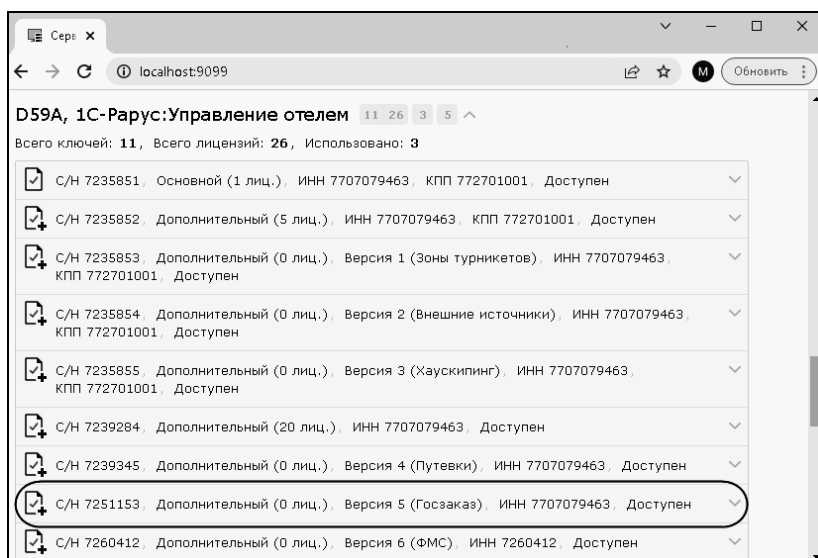 Серв
localhost:9099
М
Обновить
D59A, 1С-Рарус:Управление отелем 11 26 3 5
Всего ключей: 11, Всего лицензий: 26, Использовано: 3
С/Н 7235851, Основной (1 лиц.), ИНН 7707079463, КПП 772701001, Доступен
С/Н 7235852, Дополнительный (5 лиц.), ИНН 7707079463, КПП 772701001, Доступен
С/Н 7235853, Дополнительный (0 лиц.), Версия 1 (Зоны турникетов), ИНН 7707079463,
КПП 772701001, Доступен
С/Н 7235854, Дополнительный (0 лиц.), Версия 2 (Внешние источники), ИНН 7707079463,
КПП 772701001, Доступен
С/Н 7235855, Дополнительный (0 лиц.), Версия 3 (Хаускипинг), ИНН 7707079463,
КПП 772701001, Доступен
С/Н 7239284, Дополнительный (20 лиц.), ИНН 7707079463, Доступен
С/Н 7239345, Дополнительный (0 лиц.), Версия 4 (Путевки), ИНН 7707079463, Доступен
С/Н 7251153, Дополнительный (0 лиц.), Версия 5 (Госзаказ), ИНН 7707079463, Доступен
С/Н 7260412, Дополнительный (0 лиц.), Версия 6 (ФМС), ИНН 7260412, Доступен